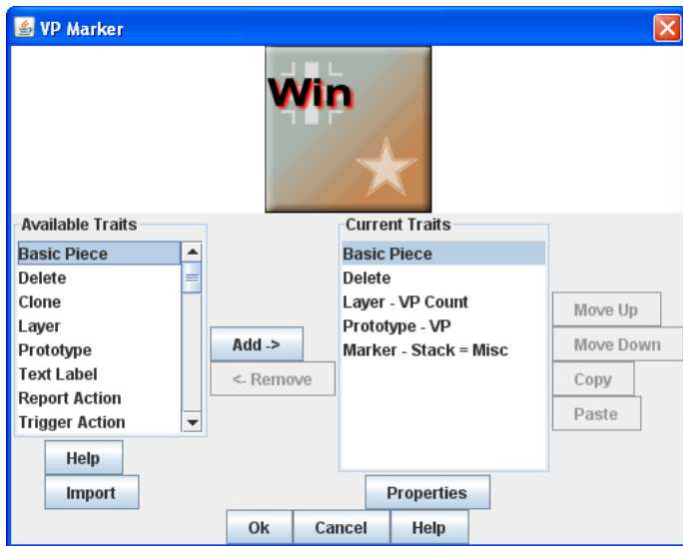 VP Marker
Win
Available Traits
Basic Piece
Delete
Clone
Layer
Prototype
Text Label
Report Action
Trigger Action
Add ->
<- Remove
Current Traits
Basic Piece
Delete
Layer - VP Count
Prototype - VP
Marker - Stack = Misc
Move Up
Move Down
Copy
Paste
Help
Import
Properties
Ok
Cancel
Help